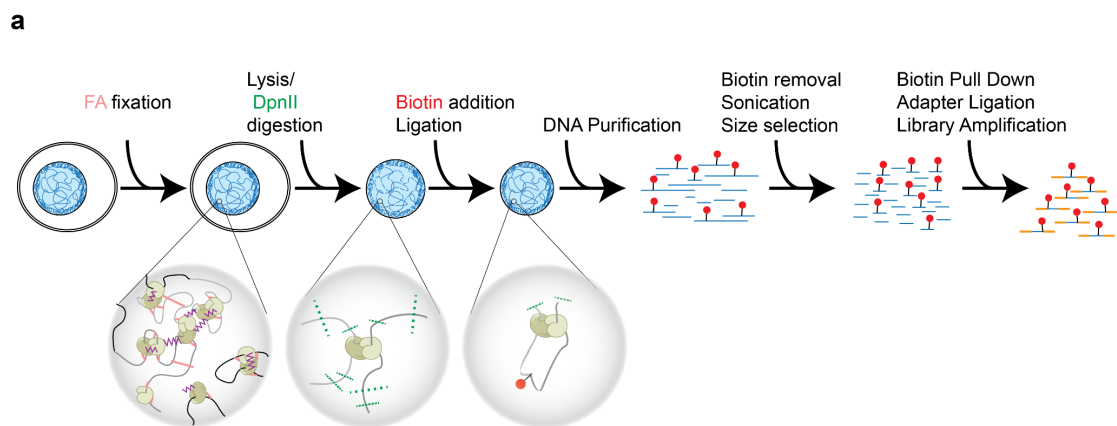 a
FA fixation
Lysis/
DpnII
digestion
Biotin addition
Ligation
DNA Purification
Biotin removal
Sonication
Size selection
Biotin Pull Down
Adapter Ligation
Library Amplification